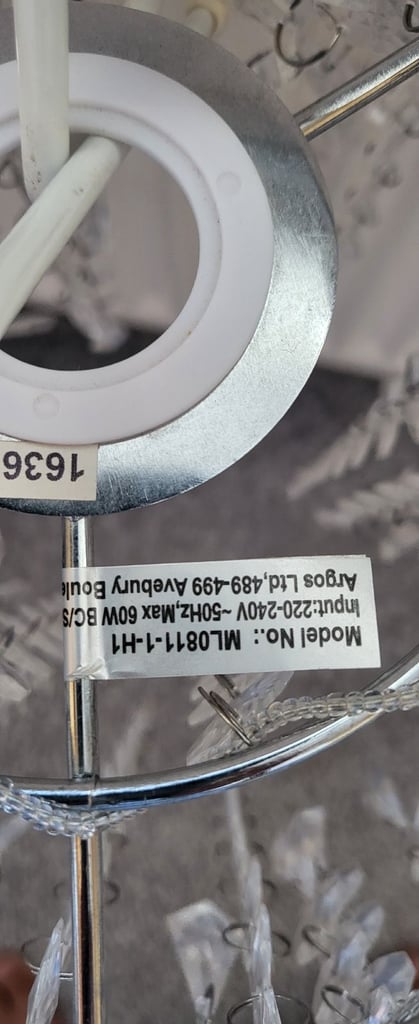 Model No.: ML0811-1-H1
Input:220-240V ~50Hz,Max 60W BC/S
Argos Ltd,489-499 Avebury Boule
1636